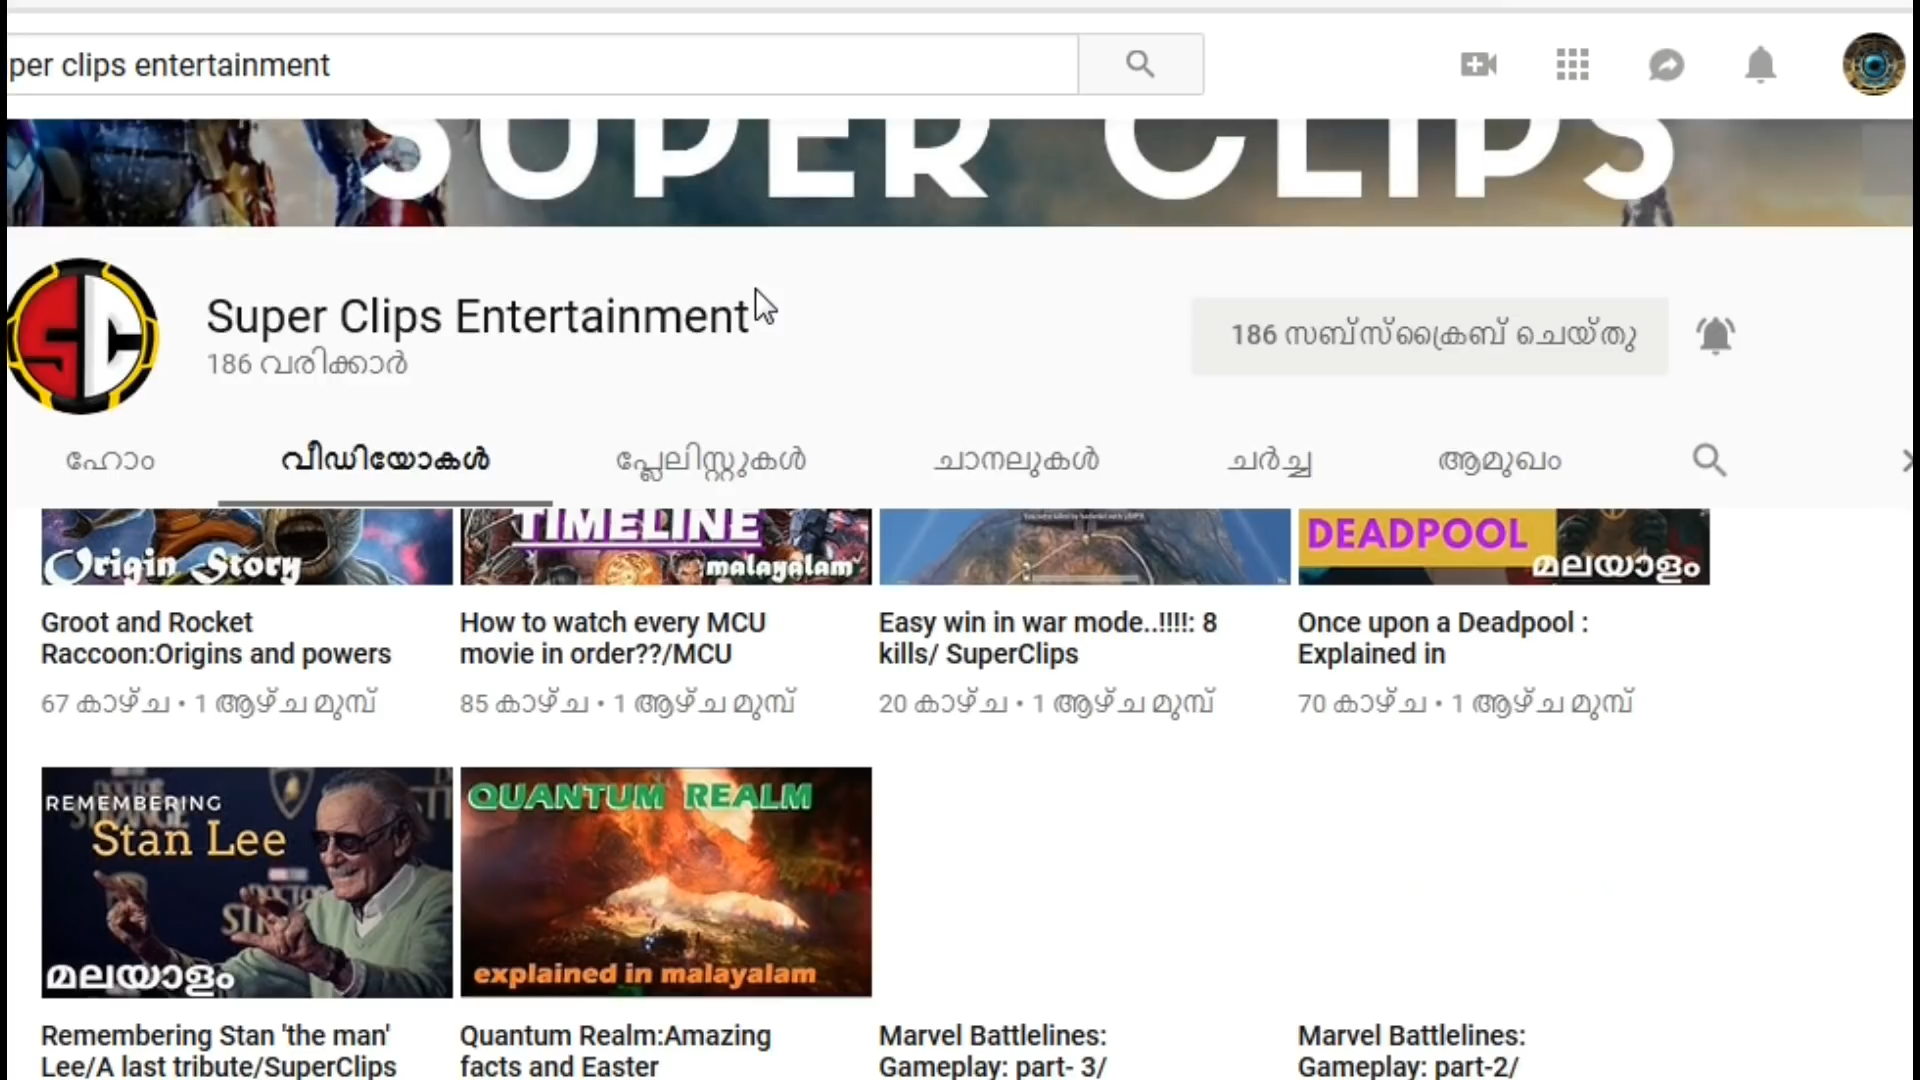 per clips entertainment
SUPER CLIPS
SC
Super Clips Entertainment
186 വരിക്കാർ
186 സബ്സ്ക്രൈബ് ചെയ്തു
ഹോം വീഡിയോകൾ പ്ലേലിസ്റ്റുകൾ ചാനലുകൾ ചർച്ച ആമുഖം
Origin Story
TIMELINE
malayalam
DEADPOOL
മലയാളം
Groot and Rocket
Raccoon:Origins and powers
67 കാഴ്ച • 1 ആഴ്ച മുമ്പ്
How to watch every MCU
movie in order??/MCU
85 കാഴ്ച • 1 ആഴ്ച മുമ്പ്
Easy win in war mode..!!!!: 8
kills/ SuperClips
20 കാഴ്ച • 1 ആഴ്ച മുമ്പ്
Once upon a Deadpool :
Explained in
70 കാഴ്ച • 1 ആഴ്ച മുമ്പ്
REMEMBERING
Stan Lee
മലയാളം
QUANTUM REALM
explained in malayalam
Remembering Stan 'the man'
Lee/A last tribute/SuperClips
Quantum Realm:Amazing
facts and Easter
Marvel Battlelines:
Gameplay: part- 3/
Marvel Battlelines:
Gameplay: part-2/